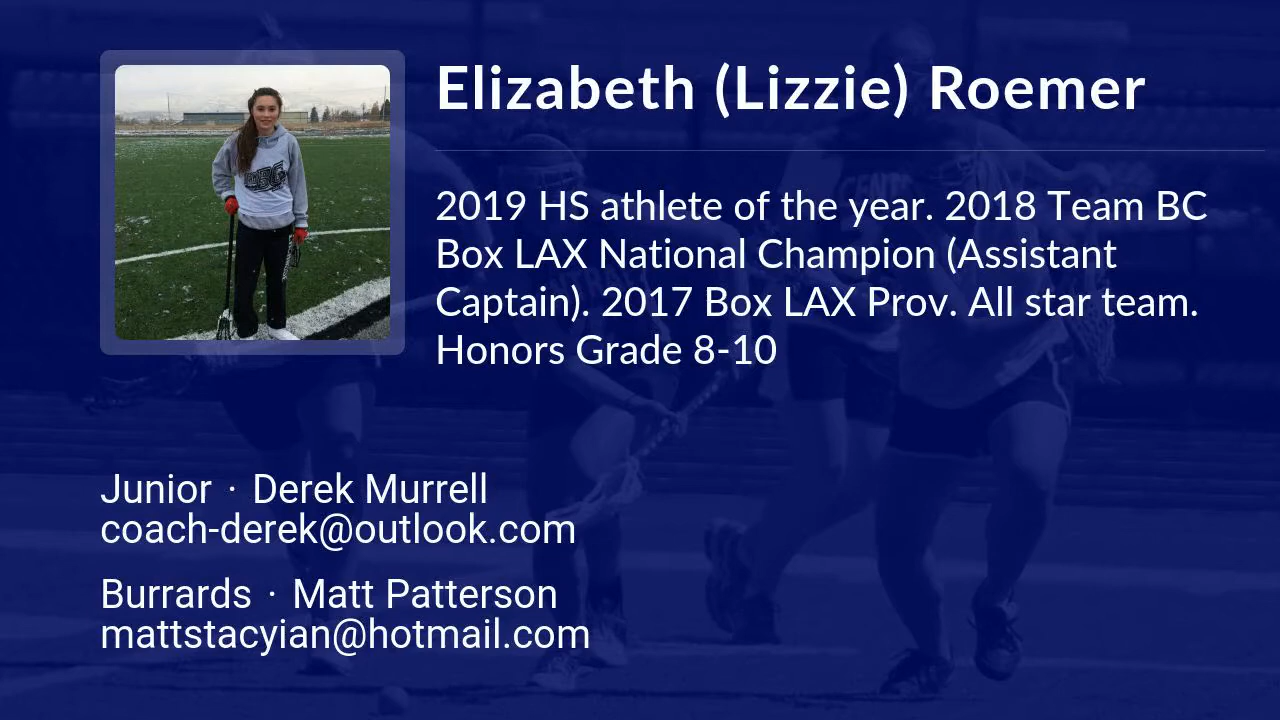 Elizabeth (Lizzie) Roemer
2019 HS athlete of the year. 2018 Team BC
Box LAX National Champion (Assistant
Captain). 2017 Box LAX Prov. All star team.
Honors Grade 8-10
Junior · Derek Murrell
coach-derek@outlook.com
Burrards · Matt Patterson
mattstacyian@hotmail.com